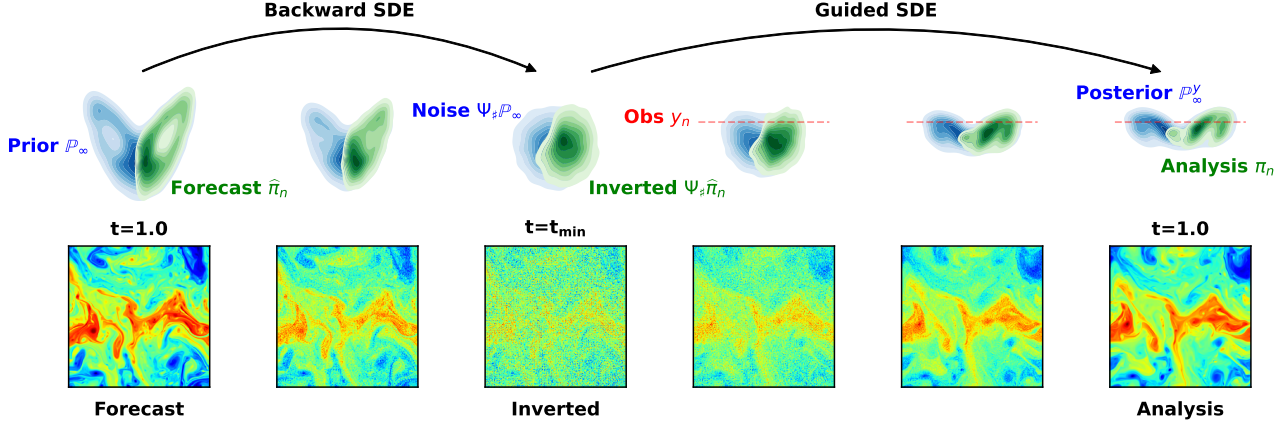 Backward SDE
Guided SDE
Prior ℙ∞
Forecast π̂ₙ
Noise Ψ♯ℙ∞
Inverted Ψ♯π̂ₙ
Obs yₙ
Posterior ℙ∞ʸ
Analysis πₙ
t=1.0
t=tmin
t=1.0
Forecast
Inverted
Analysis